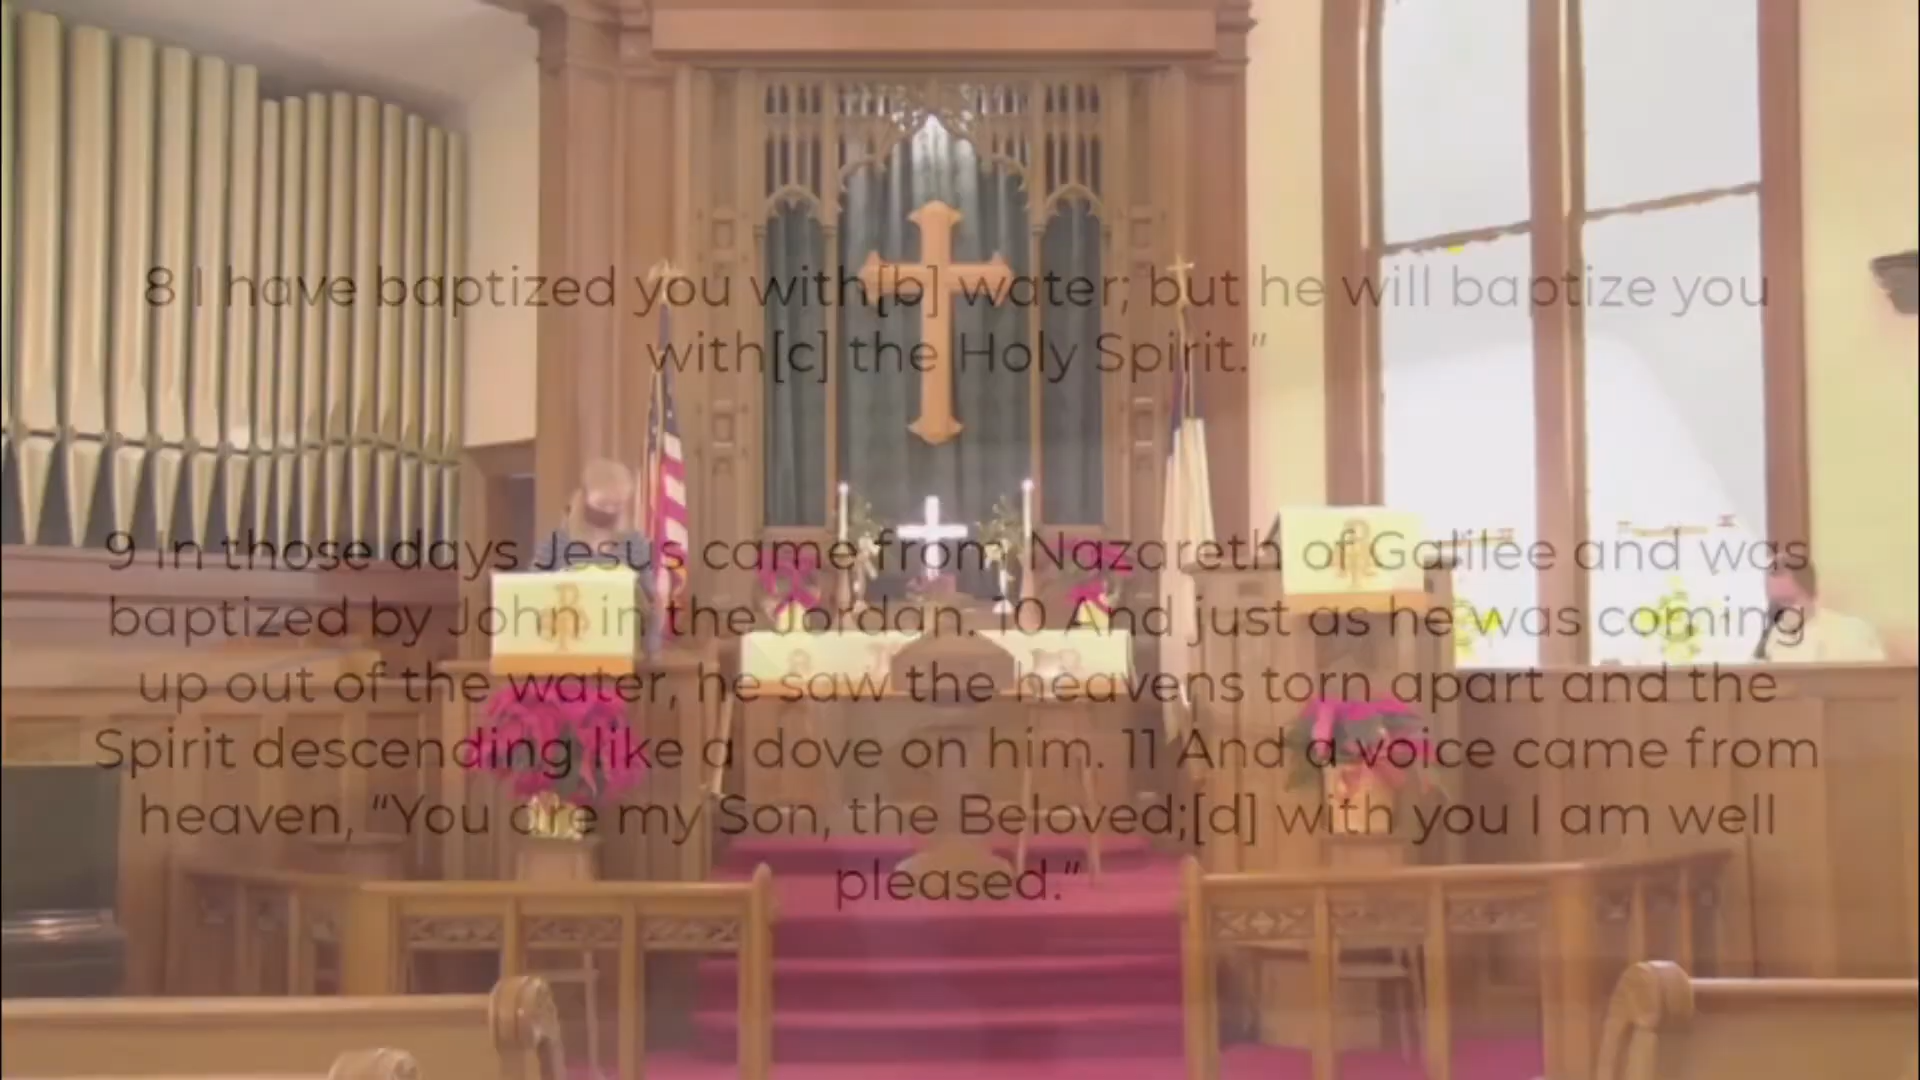 8 I have baptized you with[b] water; but he will baptize you
with[c] the Holy Spirit.”
9 In those days Jesus came from Nazareth of Galilee and was
baptized by John in the Jordan. 10 And just as he was coming
up out of the water, he saw the heavens torn apart and the
Spirit descending like a dove on him. 11 And a voice came from
heaven, “You are my Son, the Beloved;[d] with you I am well
pleased.”